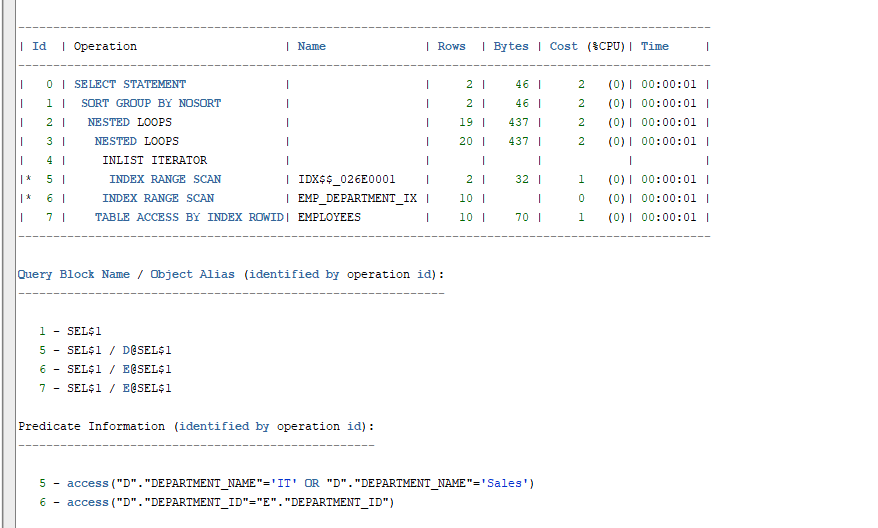 ---------------------------------------------------------------------------------------------------
| Id  | Operation                     | Name              | Rows  | Bytes | Cost (%CPU)| Time     |
---------------------------------------------------------------------------------------------------
|   0 | SELECT STATEMENT              |                   |     2 |    46 |     2   (0)| 00:00:01 |
|   1 |  SORT GROUP BY NOSORT         |                   |     2 |    46 |     2   (0)| 00:00:01 |
|   2 |   NESTED LOOPS                |                   |    19 |   437 |     2   (0)| 00:00:01 |
|   3 |    NESTED LOOPS               |                   |    20 |   437 |     2   (0)| 00:00:01 |
|   4 |     INLIST ITERATOR           |                   |       |       |            |          |
|*  5 |      INDEX RANGE SCAN         | IDX$$_026E0001    |     2 |    32 |     1   (0)| 00:00:01 |
|*  6 |     INDEX RANGE SCAN          | EMP_DEPARTMENT_IX |    10 |       |     0   (0)| 00:00:01 |
|   7 |    TABLE ACCESS BY INDEX ROWID| EMPLOYEES         |    10 |    70 |     1   (0)| 00:00:01 |
---------------------------------------------------------------------------------------------------
Query Block Name / Object Alias (identified by operation id):
-------------------------------------------------------------
1 - SEL$1
5 - SEL$1 / D@SEL$1
6 - SEL$1 / E@SEL$1
7 - SEL$1 / E@SEL$1
Predicate Information (identified by operation id):
---------------------------------------------------
5 - access("D"."DEPARTMENT_NAME"='IT' OR "D"."DEPARTMENT_NAME"='Sales')
6 - access("D"."DEPARTMENT_ID"="E"."DEPARTMENT_ID")